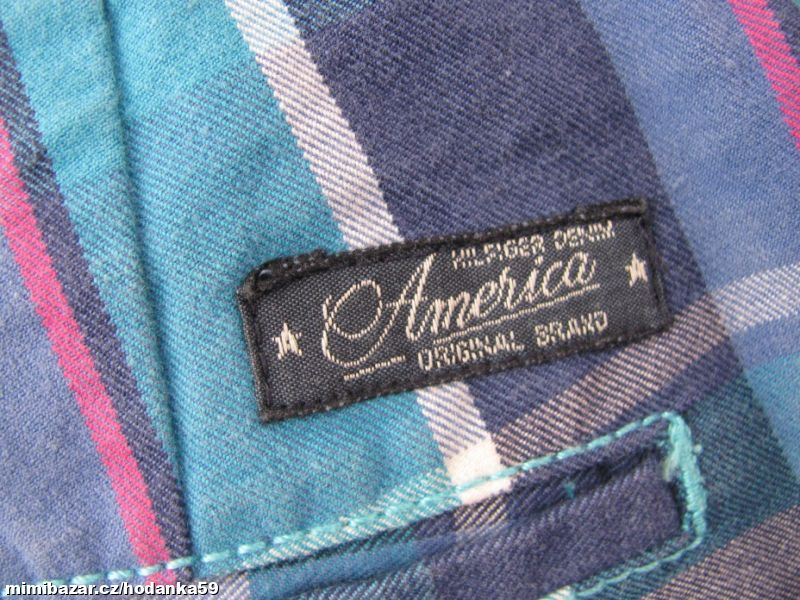 HILFIGER DENIM
America
ORIGINAL BRAND
mimibazar.cz/hodanka59